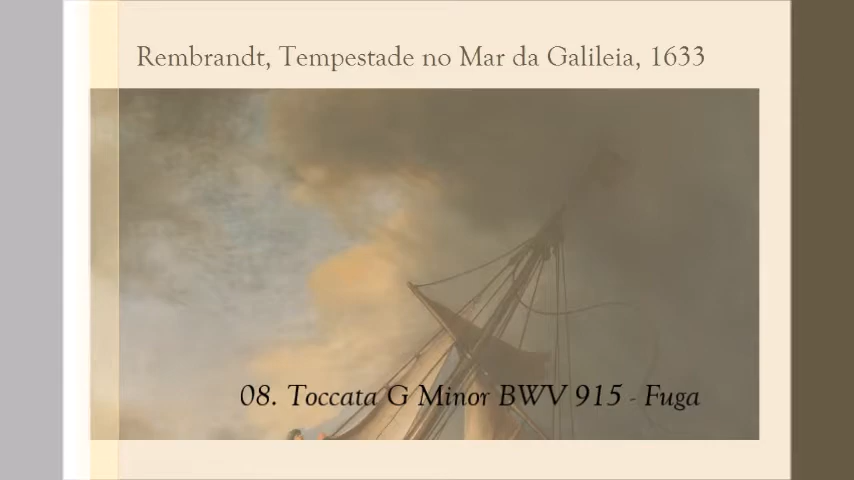 Rembrandt, Tempestade no Mar da Galileia, 1633
08. Toccata G Minor BWV 915 - Fuga